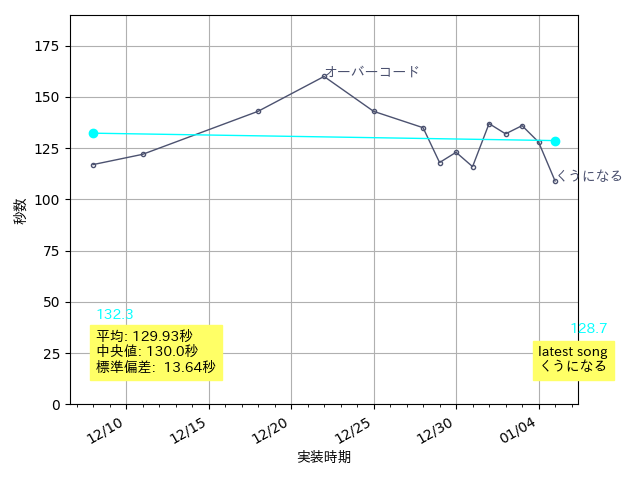 175
オーバーコード
150
125
くうになる
100
秒数
75
132.3
50
128.7
平均: 129.93秒
中央値: 130.0秒
標準偏差: 13.64秒
latest song
くうになる
25
0
12/10
12/15
12/20
12/25
12/30
01/04
実装時期